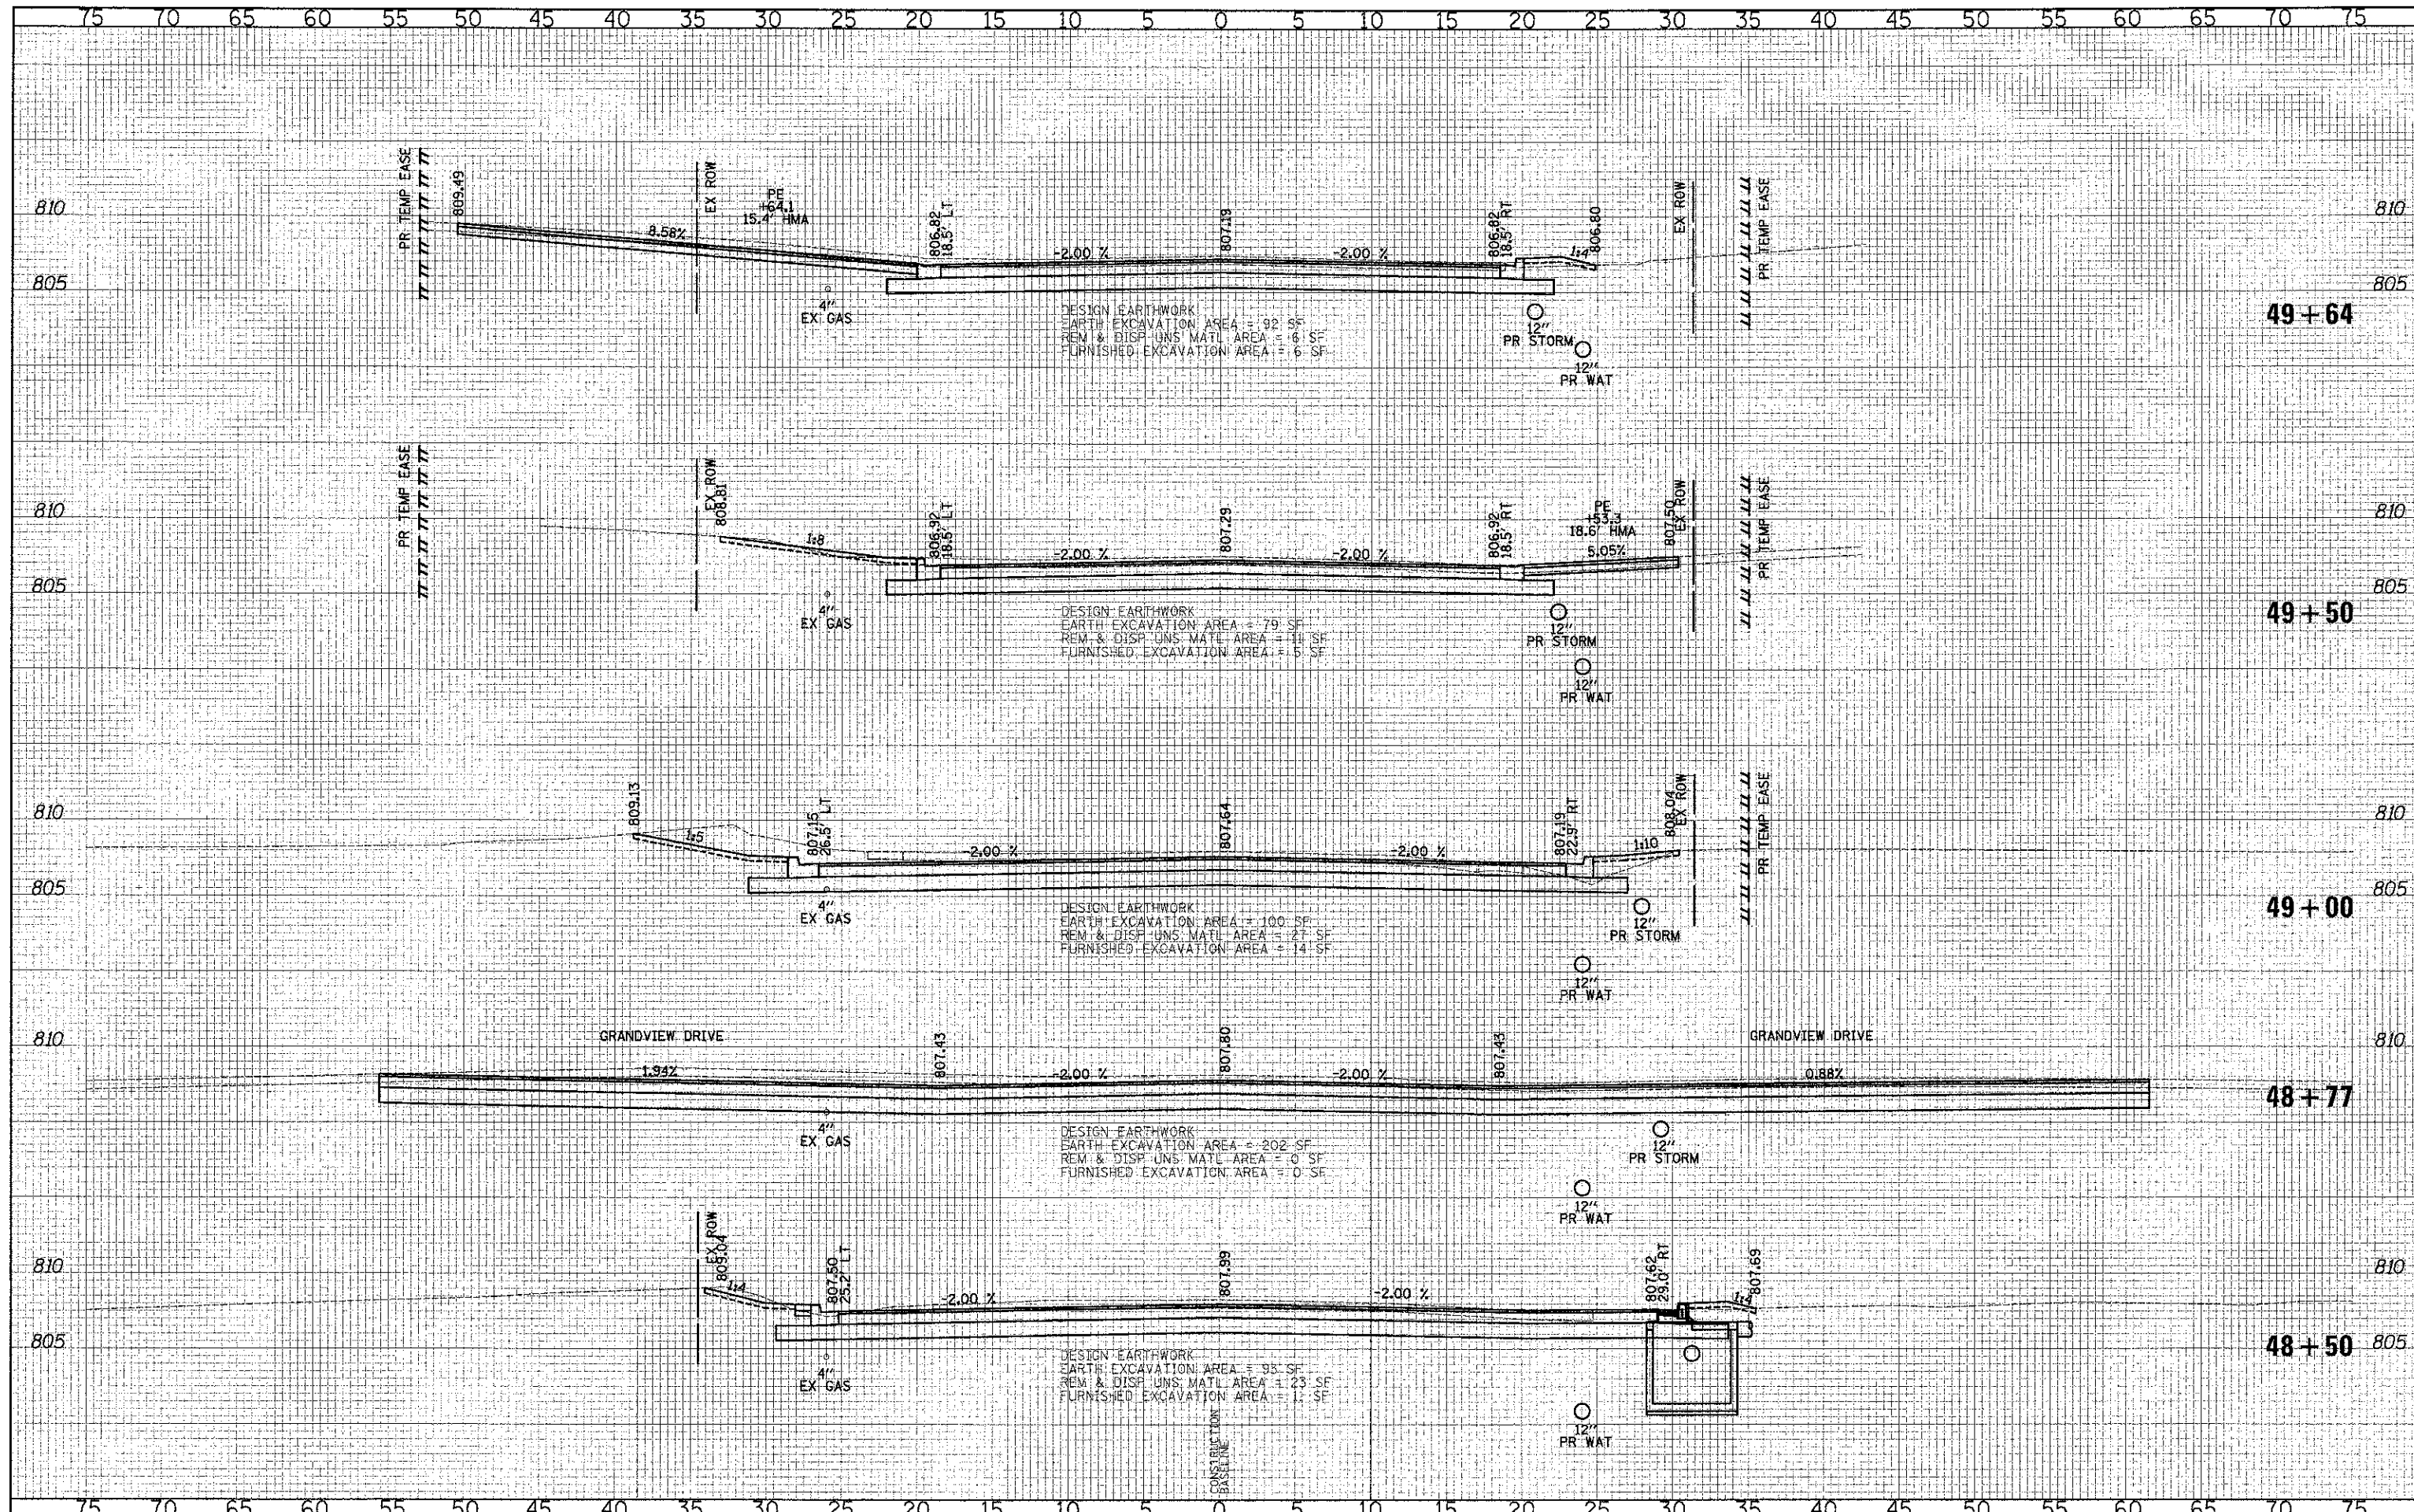 75 70 65 60 55 50 45 40 35 30 25 20 15 10 5 0 5 10 15 20 25 30 35 40 45 50 55 60 65 70 75
810
805
PR TEMP EASE
809.49
8.58%
EX ROW
PE
+64.1
15.4' HMA
806.82
18.5' LT
-2.00 %
807.19
-2.00 %
806.82
18.5' RT
1:4
806.80
EX ROW
PR TEMP EASE
810
805
49+64
4"
EX GAS
DESIGN EARTHWORK
EARTH EXCAVATION AREA = 92 SF
REM & DISP UNS MATL AREA = 6 SF
FURNISHED EXCAVATION AREA = 6 SF
12"
PR STORM
12"
PR WAT
810
805
PR TEMP EASE
EX ROW
808.81
1:8
806.92
18.5' LT
-2.00 %
807.29
-2.00 %
806.92
18.5' RT
PE
+53.3
18.6' HMA
5.05%
807.50
EX ROW
PR TEMP EASE
810
805
49+50
4"
EX GAS
DESIGN EARTHWORK
EARTH EXCAVATION AREA = 79 SF
REM & DISP UNS MATL AREA = 11 SF
FURNISHED EXCAVATION AREA = 5 SF
12"
PR STORM
12"
PR WAT
810
805
809.13
1:5
807.15
26.5' LT
-2.00 %
807.64
-2.00 %
807.19
22.9' RT
1:10
808.04
EX ROW
PR TEMP EASE
810
805
49+00
4"
EX GAS
DESIGN EARTHWORK
EARTH EXCAVATION AREA = 100 SF
REM & DISP UNS MATL AREA = 27 SF
FURNISHED EXCAVATION AREA = 14 SF
12"
PR STORM
12"
PR WAT
810
GRANDVIEW DRIVE
1.94%
807.43
-2.00 %
807.80
-2.00 %
807.43
GRANDVIEW DRIVE
0.88%
810
48+77
4"
EX GAS
DESIGN EARTHWORK
EARTH EXCAVATION AREA = 202 SF
REM & DISP UNS MATL AREA = 0 SF
FURNISHED EXCAVATION AREA = 0 SF
12"
PR STORM
12"
PR WAT
810
805
EX ROW
809.04
1:4
807.50
25.2' LT
-2.00 %
807.99
-2.00 %
807.62
29.0' RT
1:4
807.69
810
805
48+50
4"
EX GAS
DESIGN EARTHWORK
EARTH EXCAVATION AREA = 93 SF
REM & DISP UNS MATL AREA = 23 SF
FURNISHED EXCAVATION AREA = 11 SF
12"
PR WAT
CONSTRUCTION
BASELINE
75 70 65 60 55 50 45 40 35 30 25 20 15 10 5 0 5 10 15 20 25 30 35 40 45 50 55 60 65 70 75